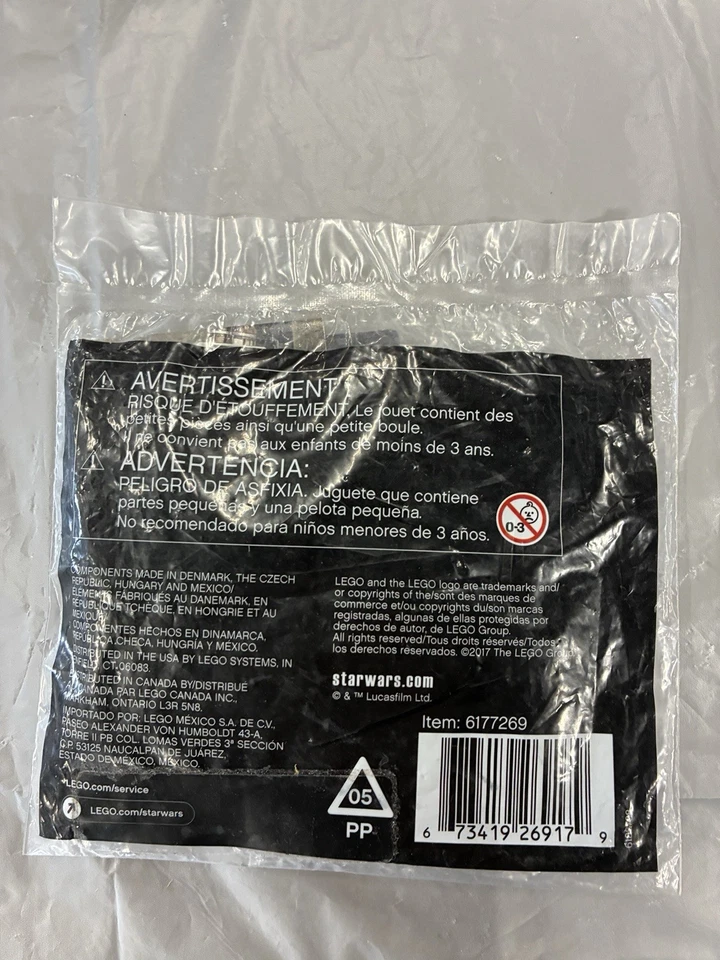 AVERTISSEMENT:
RISQUE D'ÉTOUFFEMENT. Le jouet contient des
petites pièces ainsi qu'une petite boule.
Il ne convient pas aux enfants de moins de 3 ans.
ADVERTENCIA:
PELIGRO DE ASFIXIA. Juguete que contiene
partes pequeñas y una pelota pequeña.
No recomendado para niños menores de 3 años.
0-3
COMPONENTS MADE IN DENMARK, THE CZECH
REPUBLIC, HUNGARY AND MEXICO/
ÉLÉMENTS FABRIQUÉS AU DANEMARK, EN
RÉPUBLIQUE TCHÈQUE, EN HONGRIE ET AU
MEXIQUE/
COMPONENTES HECHOS EN DINAMARCA,
REPÚBLICA CHECA, HUNGRÍA Y MÉXICO.
DISTRIBUTED IN THE USA BY LEGO SYSTEMS, IN
ENFIELD, CT.06083.
DISTRIBUTED IN CANADA BY/DISTRIBUÉ
CANADA PAR LEGO CANADA INC.,
MARKHAM, ONTARIO L3R 5N8.
IMPORTADO POR: LEGO MÉXICO S.A. DE C.V.,
PASEO ALEXANDER VON HUMBOLDT 43-A,
TORRE II PB COL. LOMAS VERDES 3ª SECCIÓN
C.P. 53125 NAUCALPAN DE JUÁREZ,
ESTADO DE MÉXICO, MÉXICO.
LEGO.com/service
LEGO.com/starwars
LEGO and the LEGO logo are trademarks and/
or copyrights of the/sont des marques de
commerce et/ou copyrights du/son marcas
registradas, algunas de ellas protegidas por
derechos de autor, de LEGO Group.
All rights reserved/Tous droits réservés/Todos
los derechos reservados. ©2017 The LEGO Group.
starwars.com
© & ™ Lucasfilm Ltd.
Item: 6177269
05
PP
6 73419 26917 9